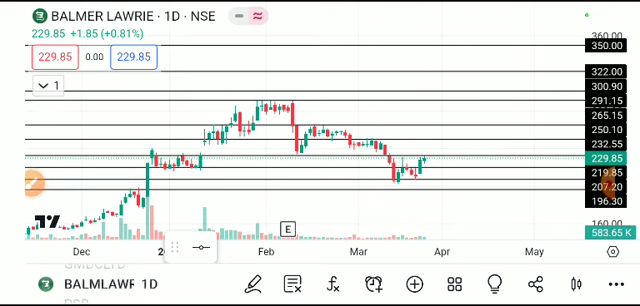 BALMER LAWRIE · 1D · NSE
229.85 +1.85 (+0.81%)
229.85 0.00 229.85
1
360.00
350.00
322.00
300.90
291.15
265.15
250.10
232.55
229.85
219.85
207.20
196.30
160.00
583.65 K
E
Dec Feb Mar Apr May
BALMLAWR 1D